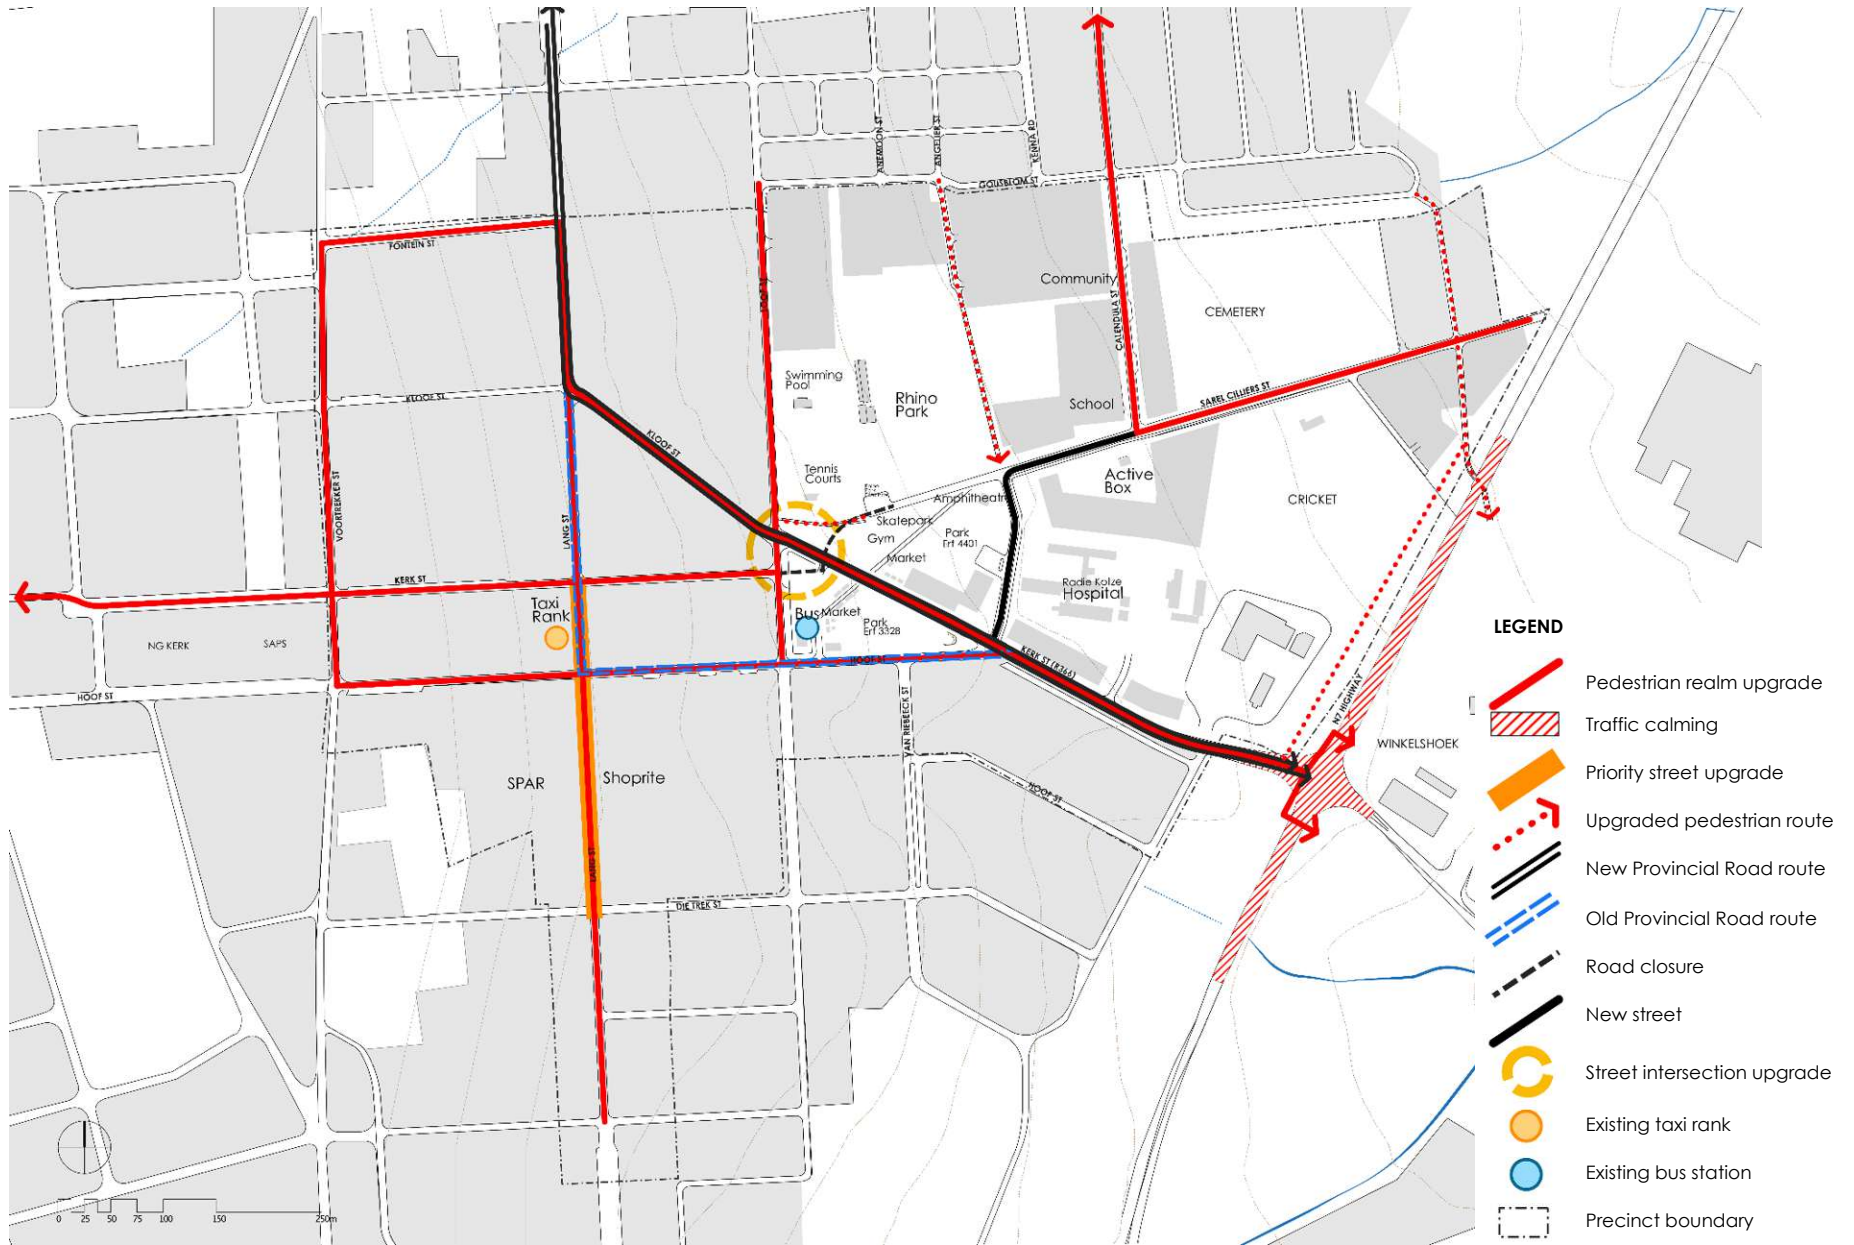 ANEMOON ST
ANGELIER ST
KENNA RD
GOUSBLOM ST
FONTEIN ST
Community
CALENDULA ST
CEMETERY
Swimming
Pool
Rhino
Park
KLOOF ST
School
SAREL CILLIERS ST
KLOOF ST
VOORTREKKER ST
LANG ST
Tennis
Courts
Amphitheatre
Active
Box
CRICKET
Skatepark
Gym
Market
Park
Erf 4401
KERK ST
Taxi
Rank
Radie Kotze
Hospital
Bus
Market
Park
Erf 3328
NG KERK
SAPS
HOOF ST
HOOF ST
KERK ST (R366)
VAN RIEBEECK ST
N7 HIGHWAY
WINKELSHOEK
SPAR
Shoprite
HOOF ST
LANG ST
DIE TREK ST
0 25 50 75 100 150 250m
LEGEND
Pedestrian realm upgrade
Traffic calming
Priority street upgrade
Upgraded pedestrian route
New Provincial Road route
Old Provincial Road route
Road closure
New street
Street intersection upgrade
Existing taxi rank
Existing bus station
Precinct boundary